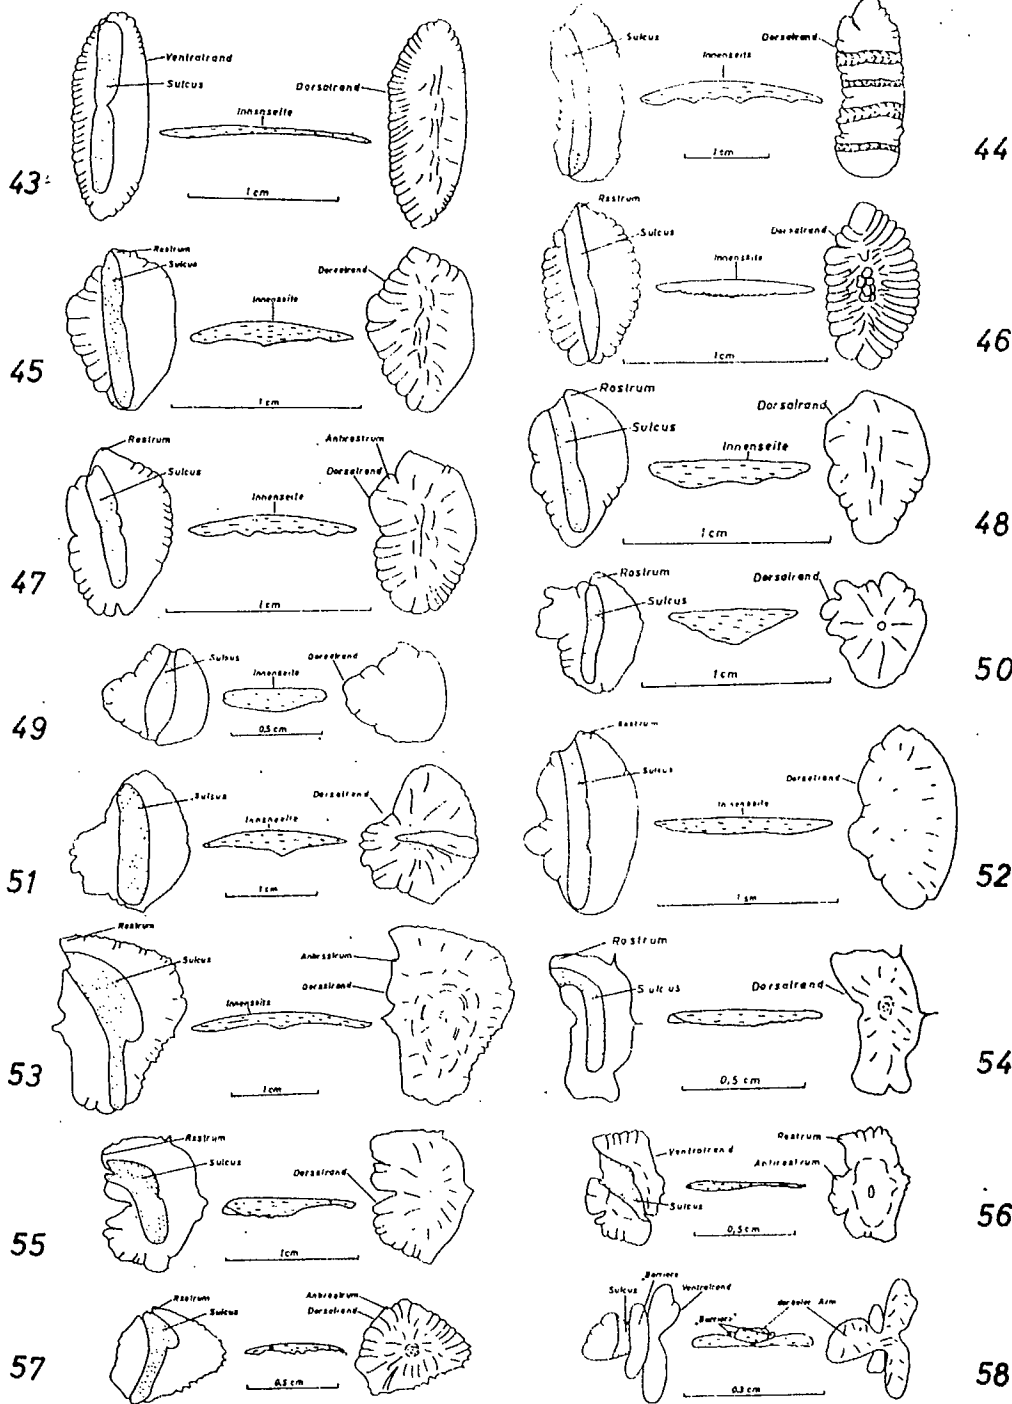 Ventralrand
Sulcus
Dorsalrand
Innenseite
1 cm
43
Sulcus
Innenseits
Dorsalrand
1 cm
44
Rostrum
Sulcus
Dorsalrand
Innenseite
1 cm
45
Rostrum
Sulcus
Dorsalrand
Innenseite
1 cm
46
Rostrum
Sulcus
Antirostrum
Dorsalrand
Innenseite
1 cm
47
Rostrum
Sulcus
Dorsalrand
Innenseite
1 cm
48
Sulcus
Dorsalrand
Innenseite
0,5 cm
49
Rostrum
Sulcus
Dorsalrand
1 cm
50
Sulcus
Dorsalrand
Innenseite
1 cm
51
Rostrum
Sulcus
Dorsalrand
Innenseite
1 cm
52
Rostrum
Sulcus
Antirostrum
Dorsalrand
Innenseits
1 cm
53
Rostrum
Sulcus
Dorsalrand
0,5 cm
54
Rostrum
Sulcus
Dorsalrand
1 cm
55
Ventralrand
Sulcus
Rostrum
Antirostrum
0,5 cm
56
Rostrum
Sulcus
Antirostrum
Dorsalrand
0,5 cm
57
Sulcus
"Barriere
Ventralrand
"Barriere"
dorsaler Arm
0,3 cm
58